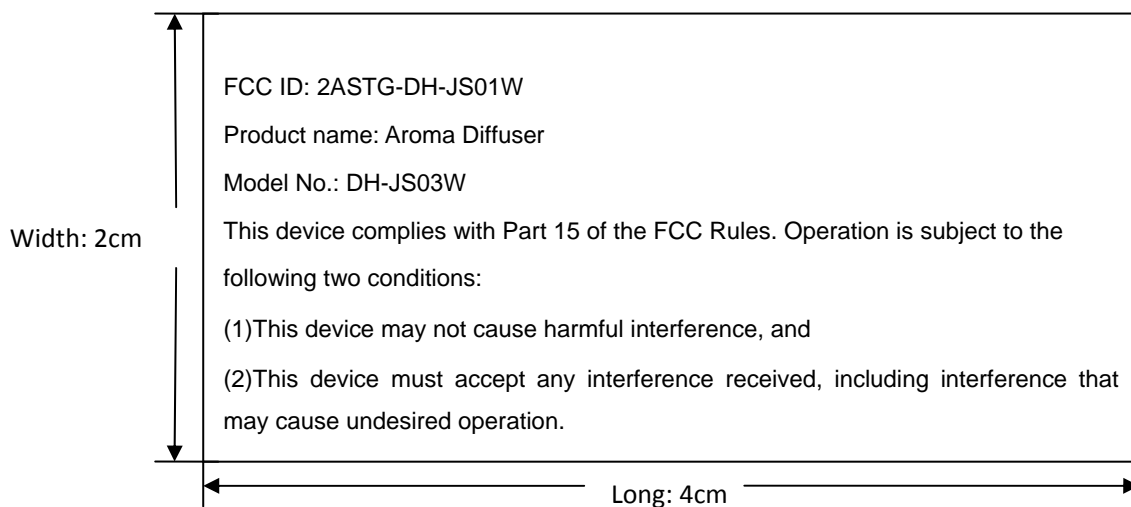 FCC ID: 2ASTG-DH-JS01W
Product name: Aroma Diffuser
Model No.: DH-JS03W
Width: 2cm
This device complies with Part 15 of the FCC Rules. Operation is subject to the
following two conditions:
(1)This device may not cause harmful interference, and
(2)This device must accept any interference received, including interference that
may cause undesired operation.
Long: 4cm